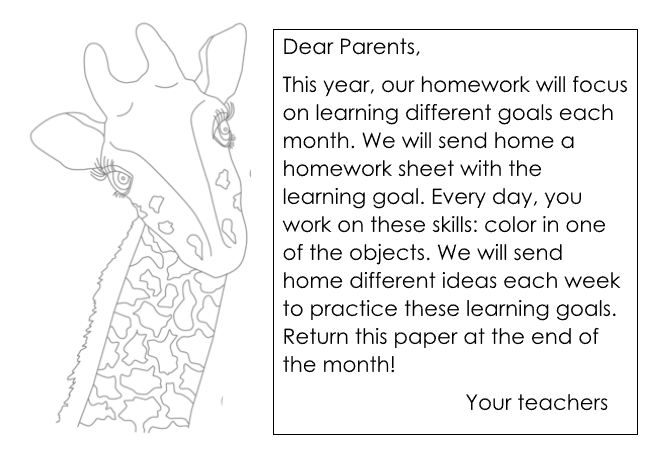 Dear Parents,
This year, our homework will focus
on learning different goals each
month. We will send home a
homework sheet with the
learning goal. Every day, you
work on these skills: color in one
of the objects. We will send
home different ideas each week
to practice these learning goals.
Return this paper at the end of
the month!
Your teachers